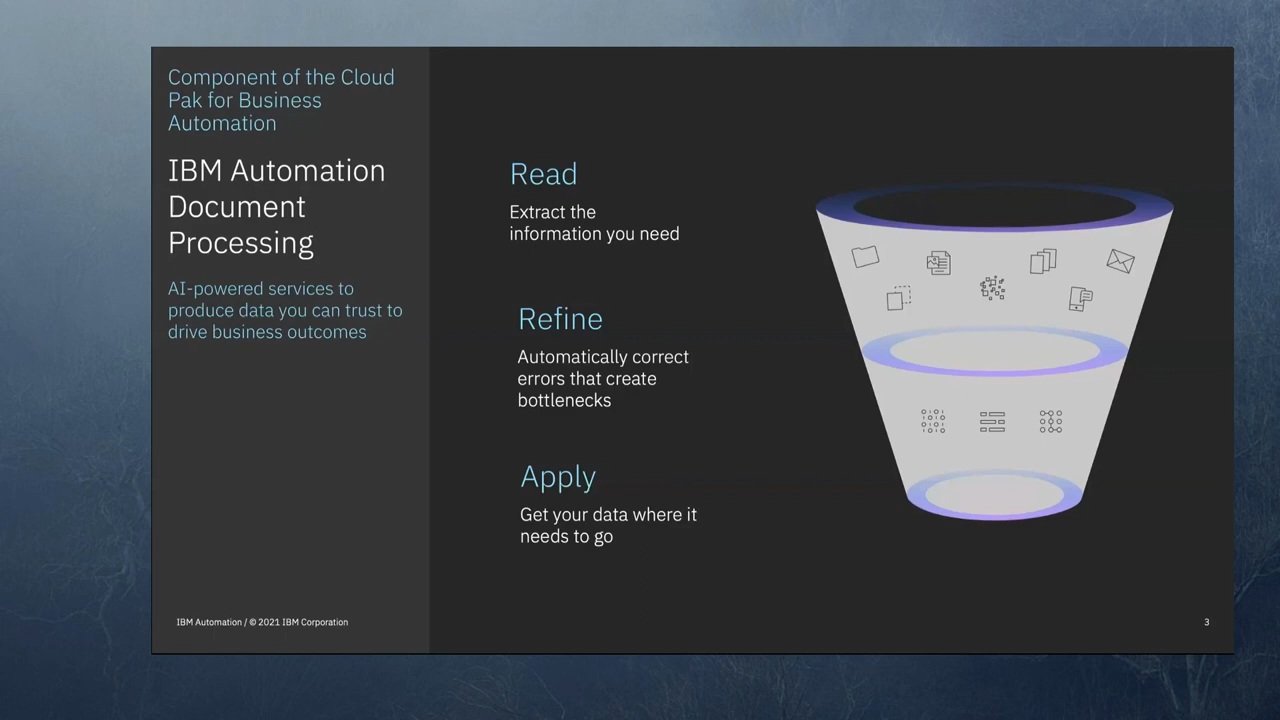 Component of the Cloud
Pak for Business
Automation
IBM Automation
Document
Processing
AI-powered services to
produce data you can trust to
drive business outcomes
Read
Extract the
information you need
Refine
Automatically correct
errors that create
bottlenecks
Apply
Get your data where it
needs to go
IBM Automation / © 2021 IBM Corporation
3